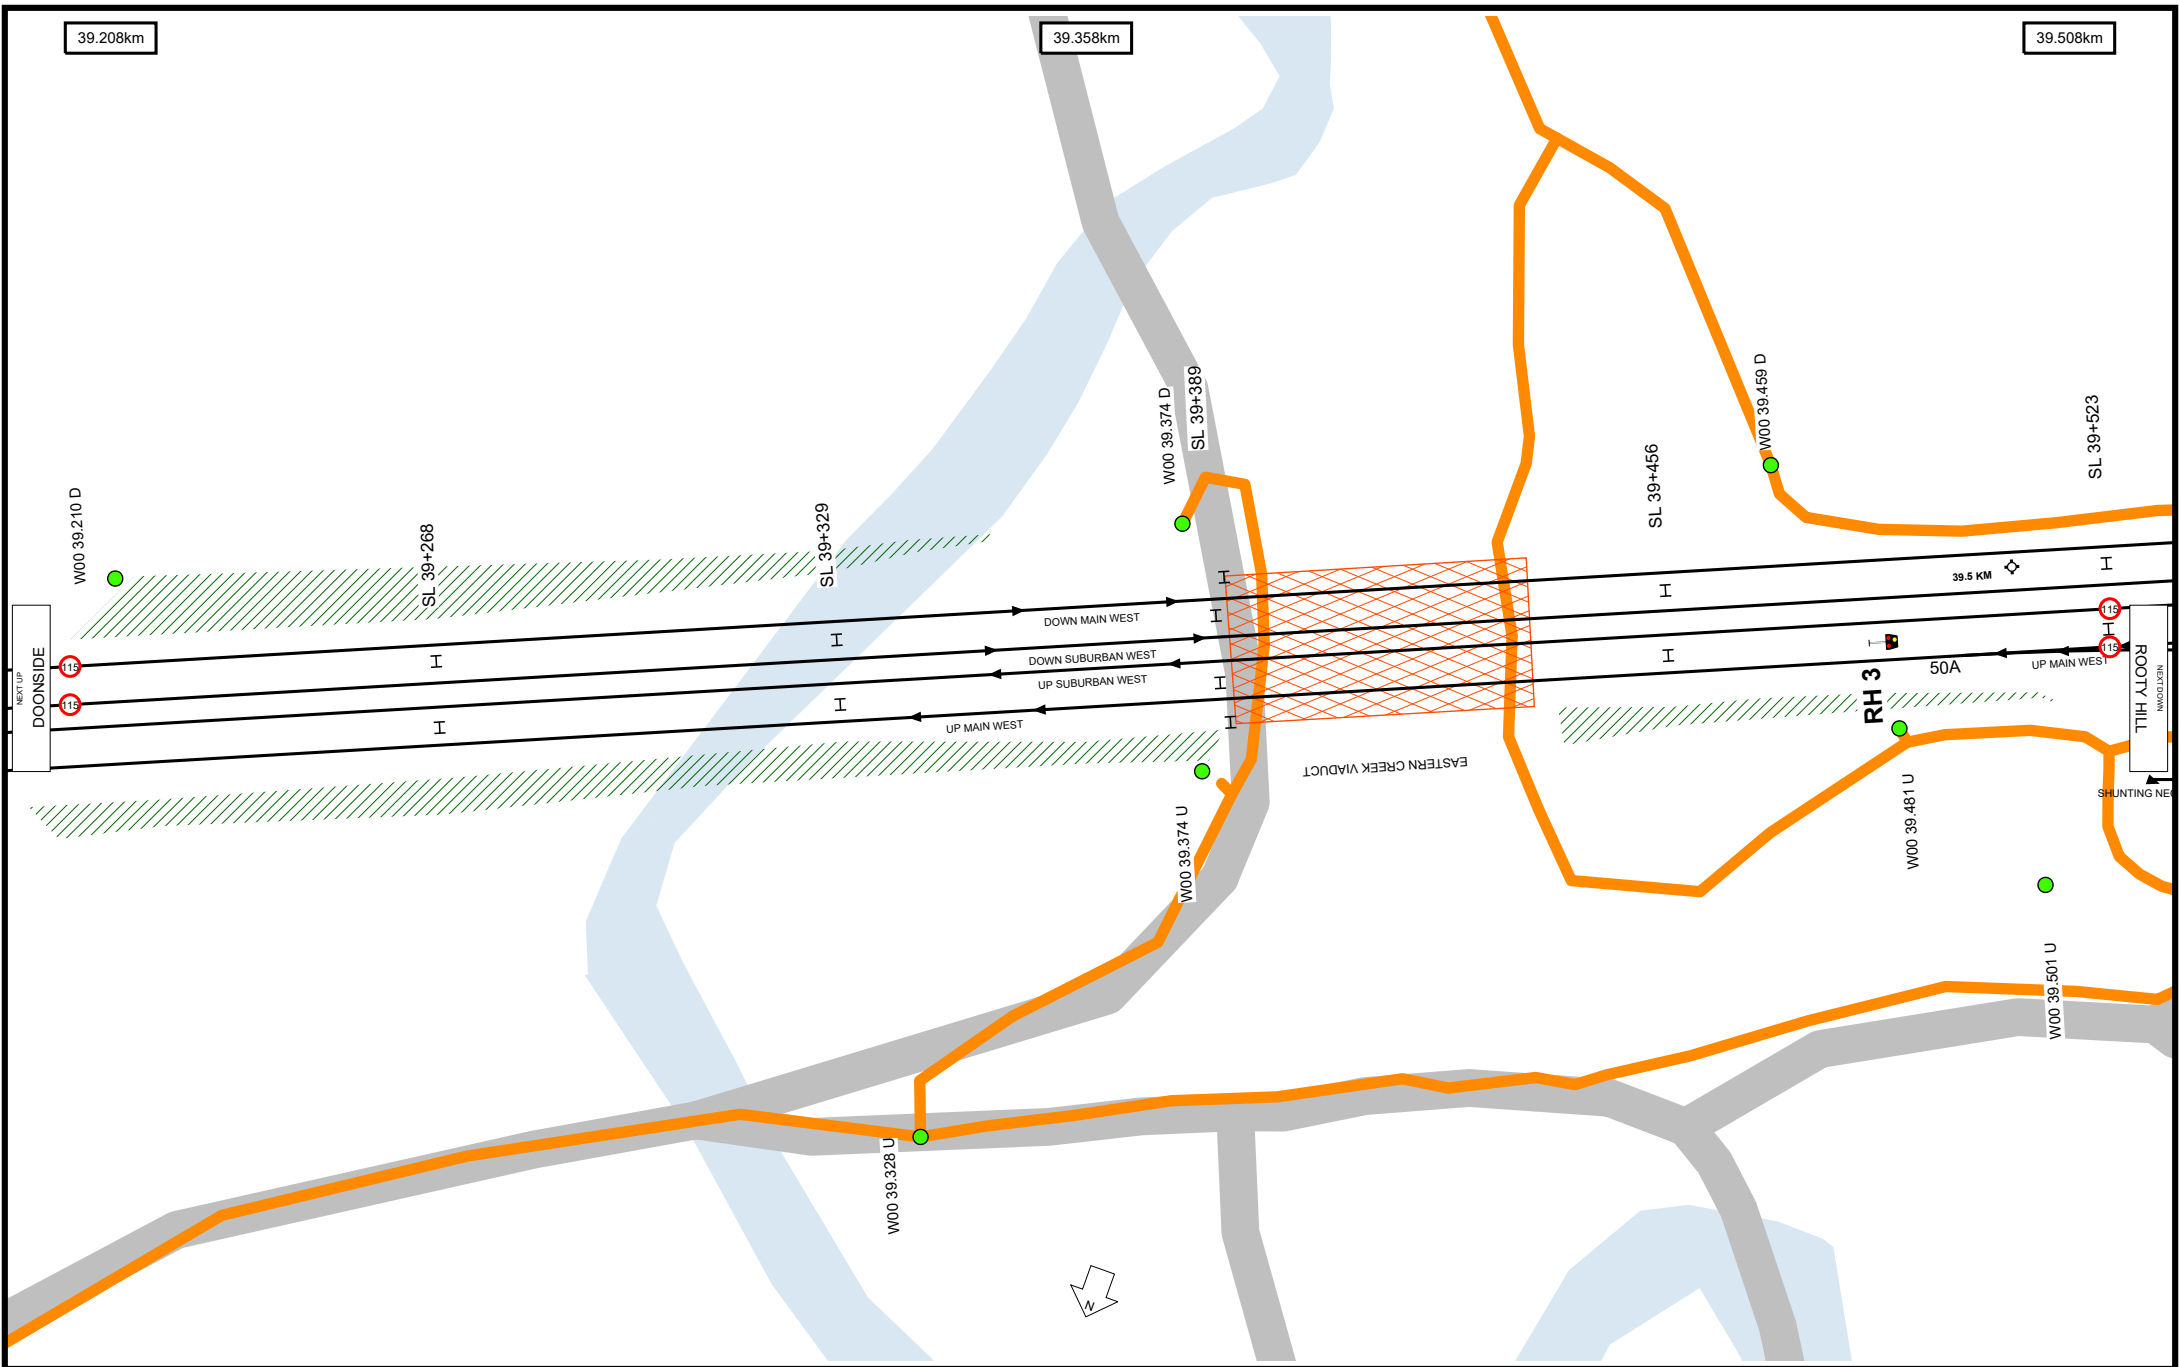 39.208km
39.358km
39.508km
W00 39.210 D
SL 39+268
SL 39+329
W00 39.374 D
SL 39+389
SL 39+456
W00 39.459 D
SL 39+523
NEXT UP
DOONSIDE
115
115
DOWN MAIN WEST
DOWN SUBURBAN WEST
UP SUBURBAN WEST
UP MAIN WEST
39.5 KM
115
115
RH 3
50A
UP MAIN WEST
ROOTY HILL
NEXT DOWN
EASTERN CREEK VIADUCT
SHUNTING NEC
W00 39.374 U
W00 39.481 U
W00 39.501 U
W00 39.328 U
N